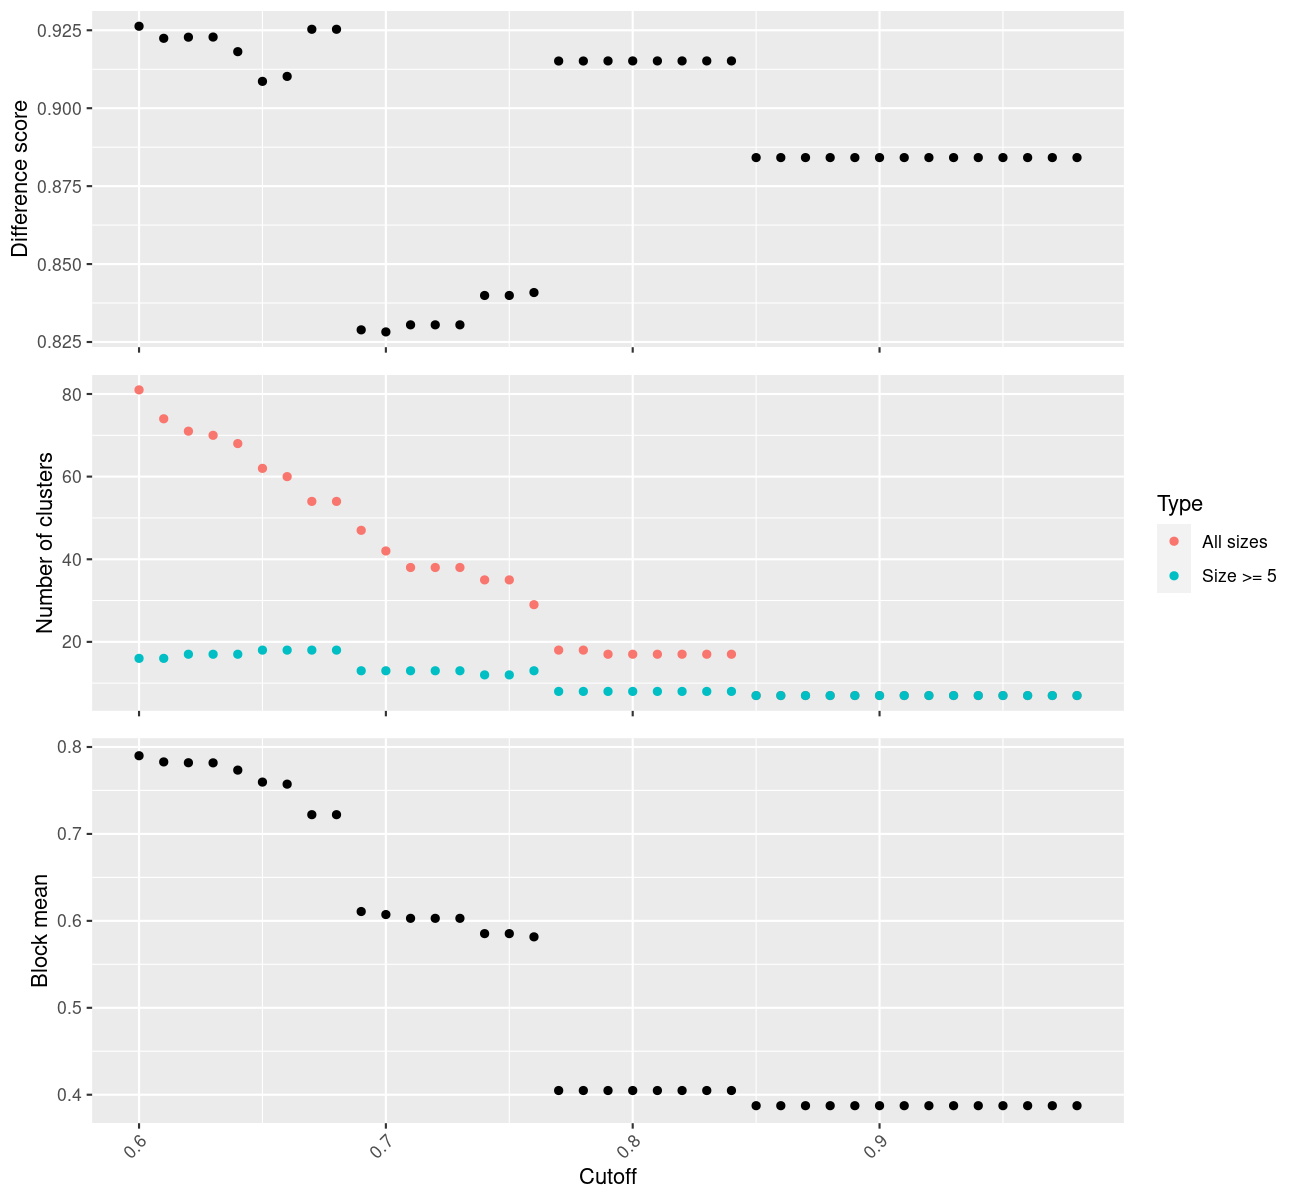 Difference score
0.925
0.900
0.875
0.850
0.825
Number of clusters
80
60
40
20
Type
All sizes
Size >= 5
Block mean
0.8
0.7
0.6
0.5
0.4
0.6 0.7 0.8 0.9
Cutoff